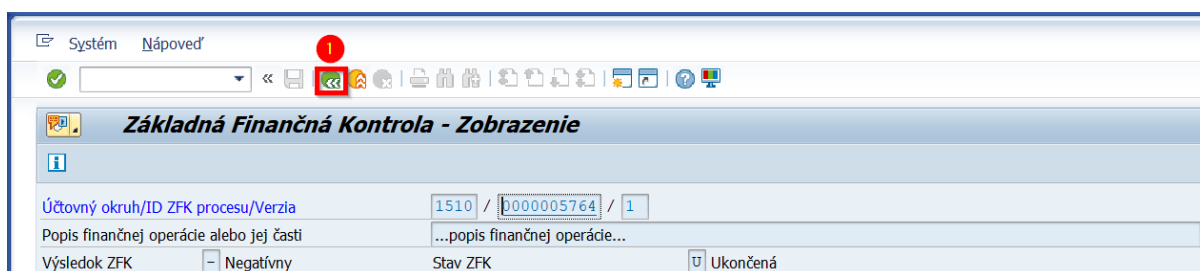 Systém Nápoveď
1
Základná Finančná Kontrola - Zobrazenie
Účtovný okruh/ID ZFK procesu/Verzia 1510 / 0000005764 / 1
Popis finančnej operácie alebo jej časti ...popis finančnej operácie...
Výsledok ZFK - Negatívny Stav ZFK U Ukončená